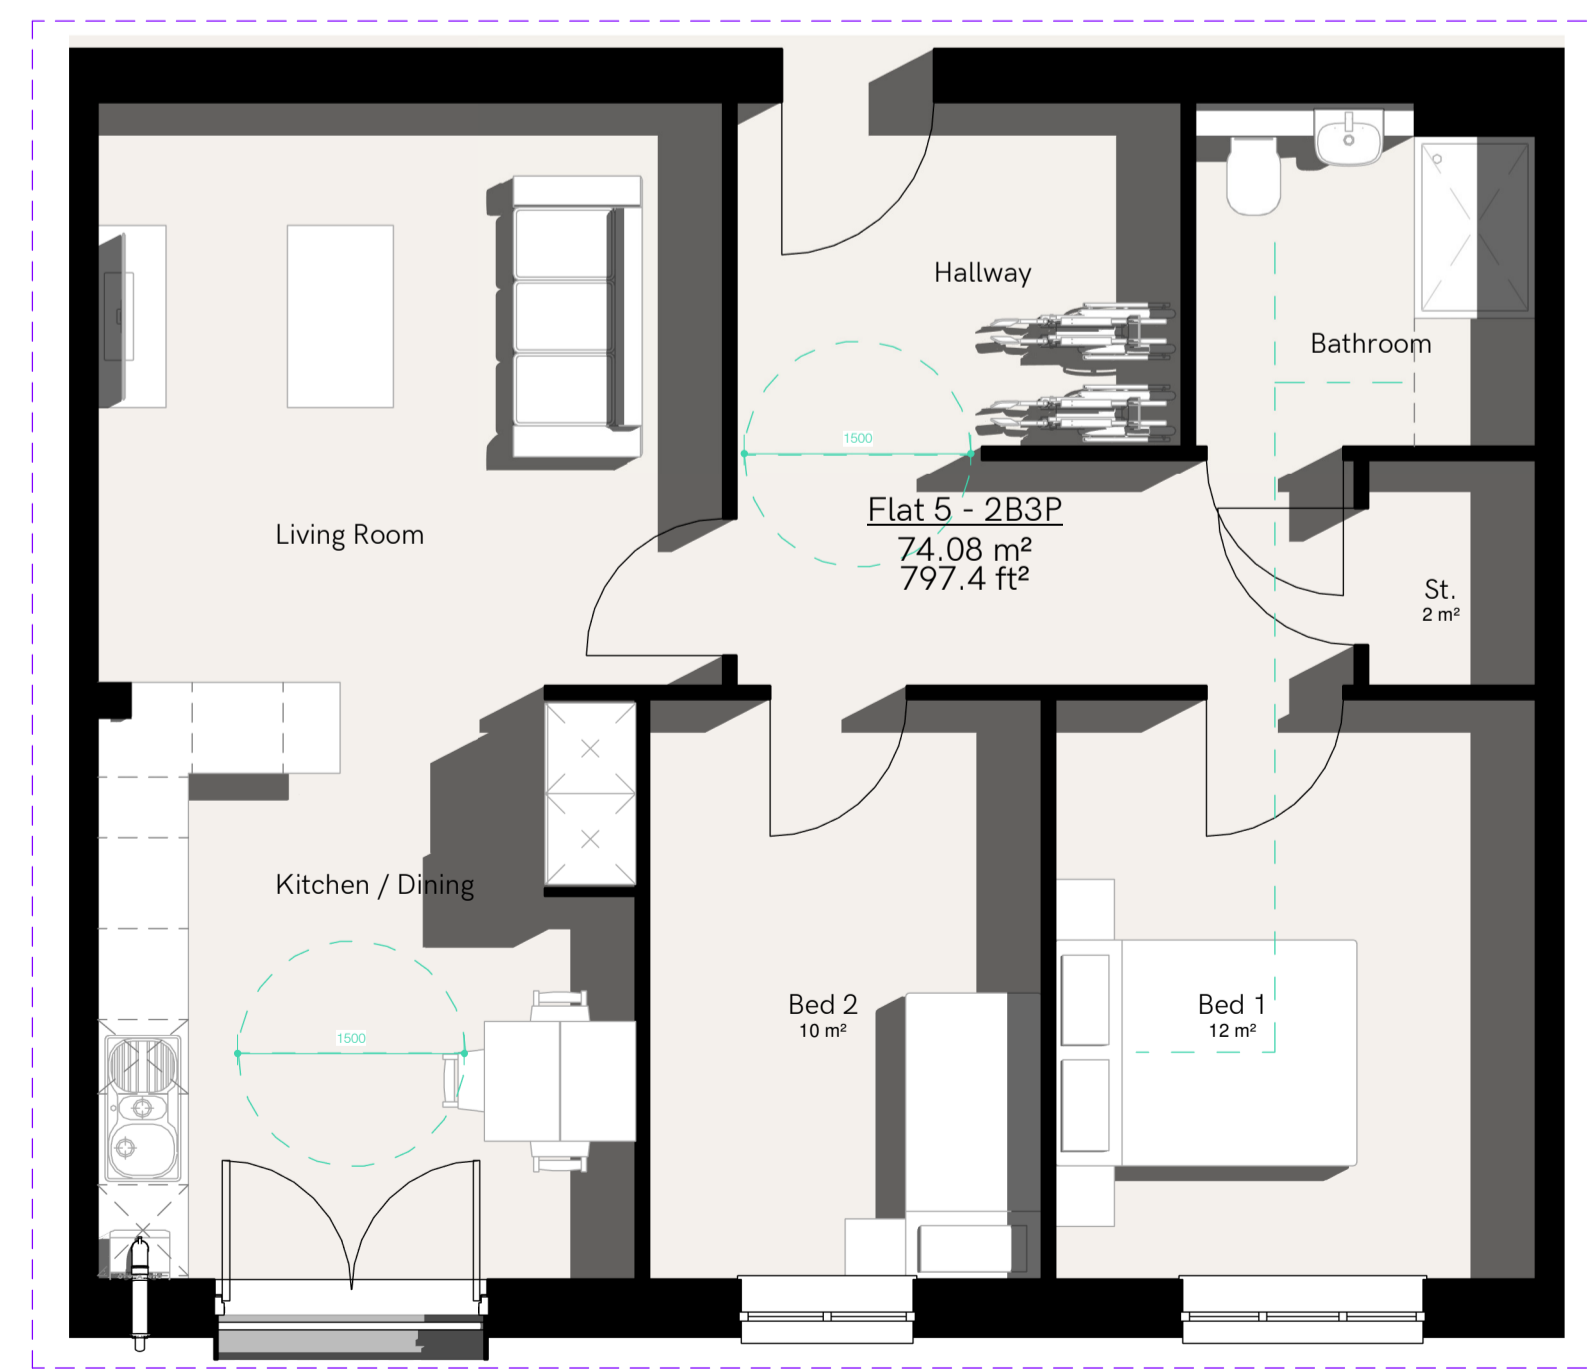 Hallway
Bathroom
1500
Flat 5 - 2B3P
74.08 m²
797.4 ft²
Living Room
St.
2 m²
Kitchen / Dining
Bed 2
10 m²
Bed 1
12 m²
1500